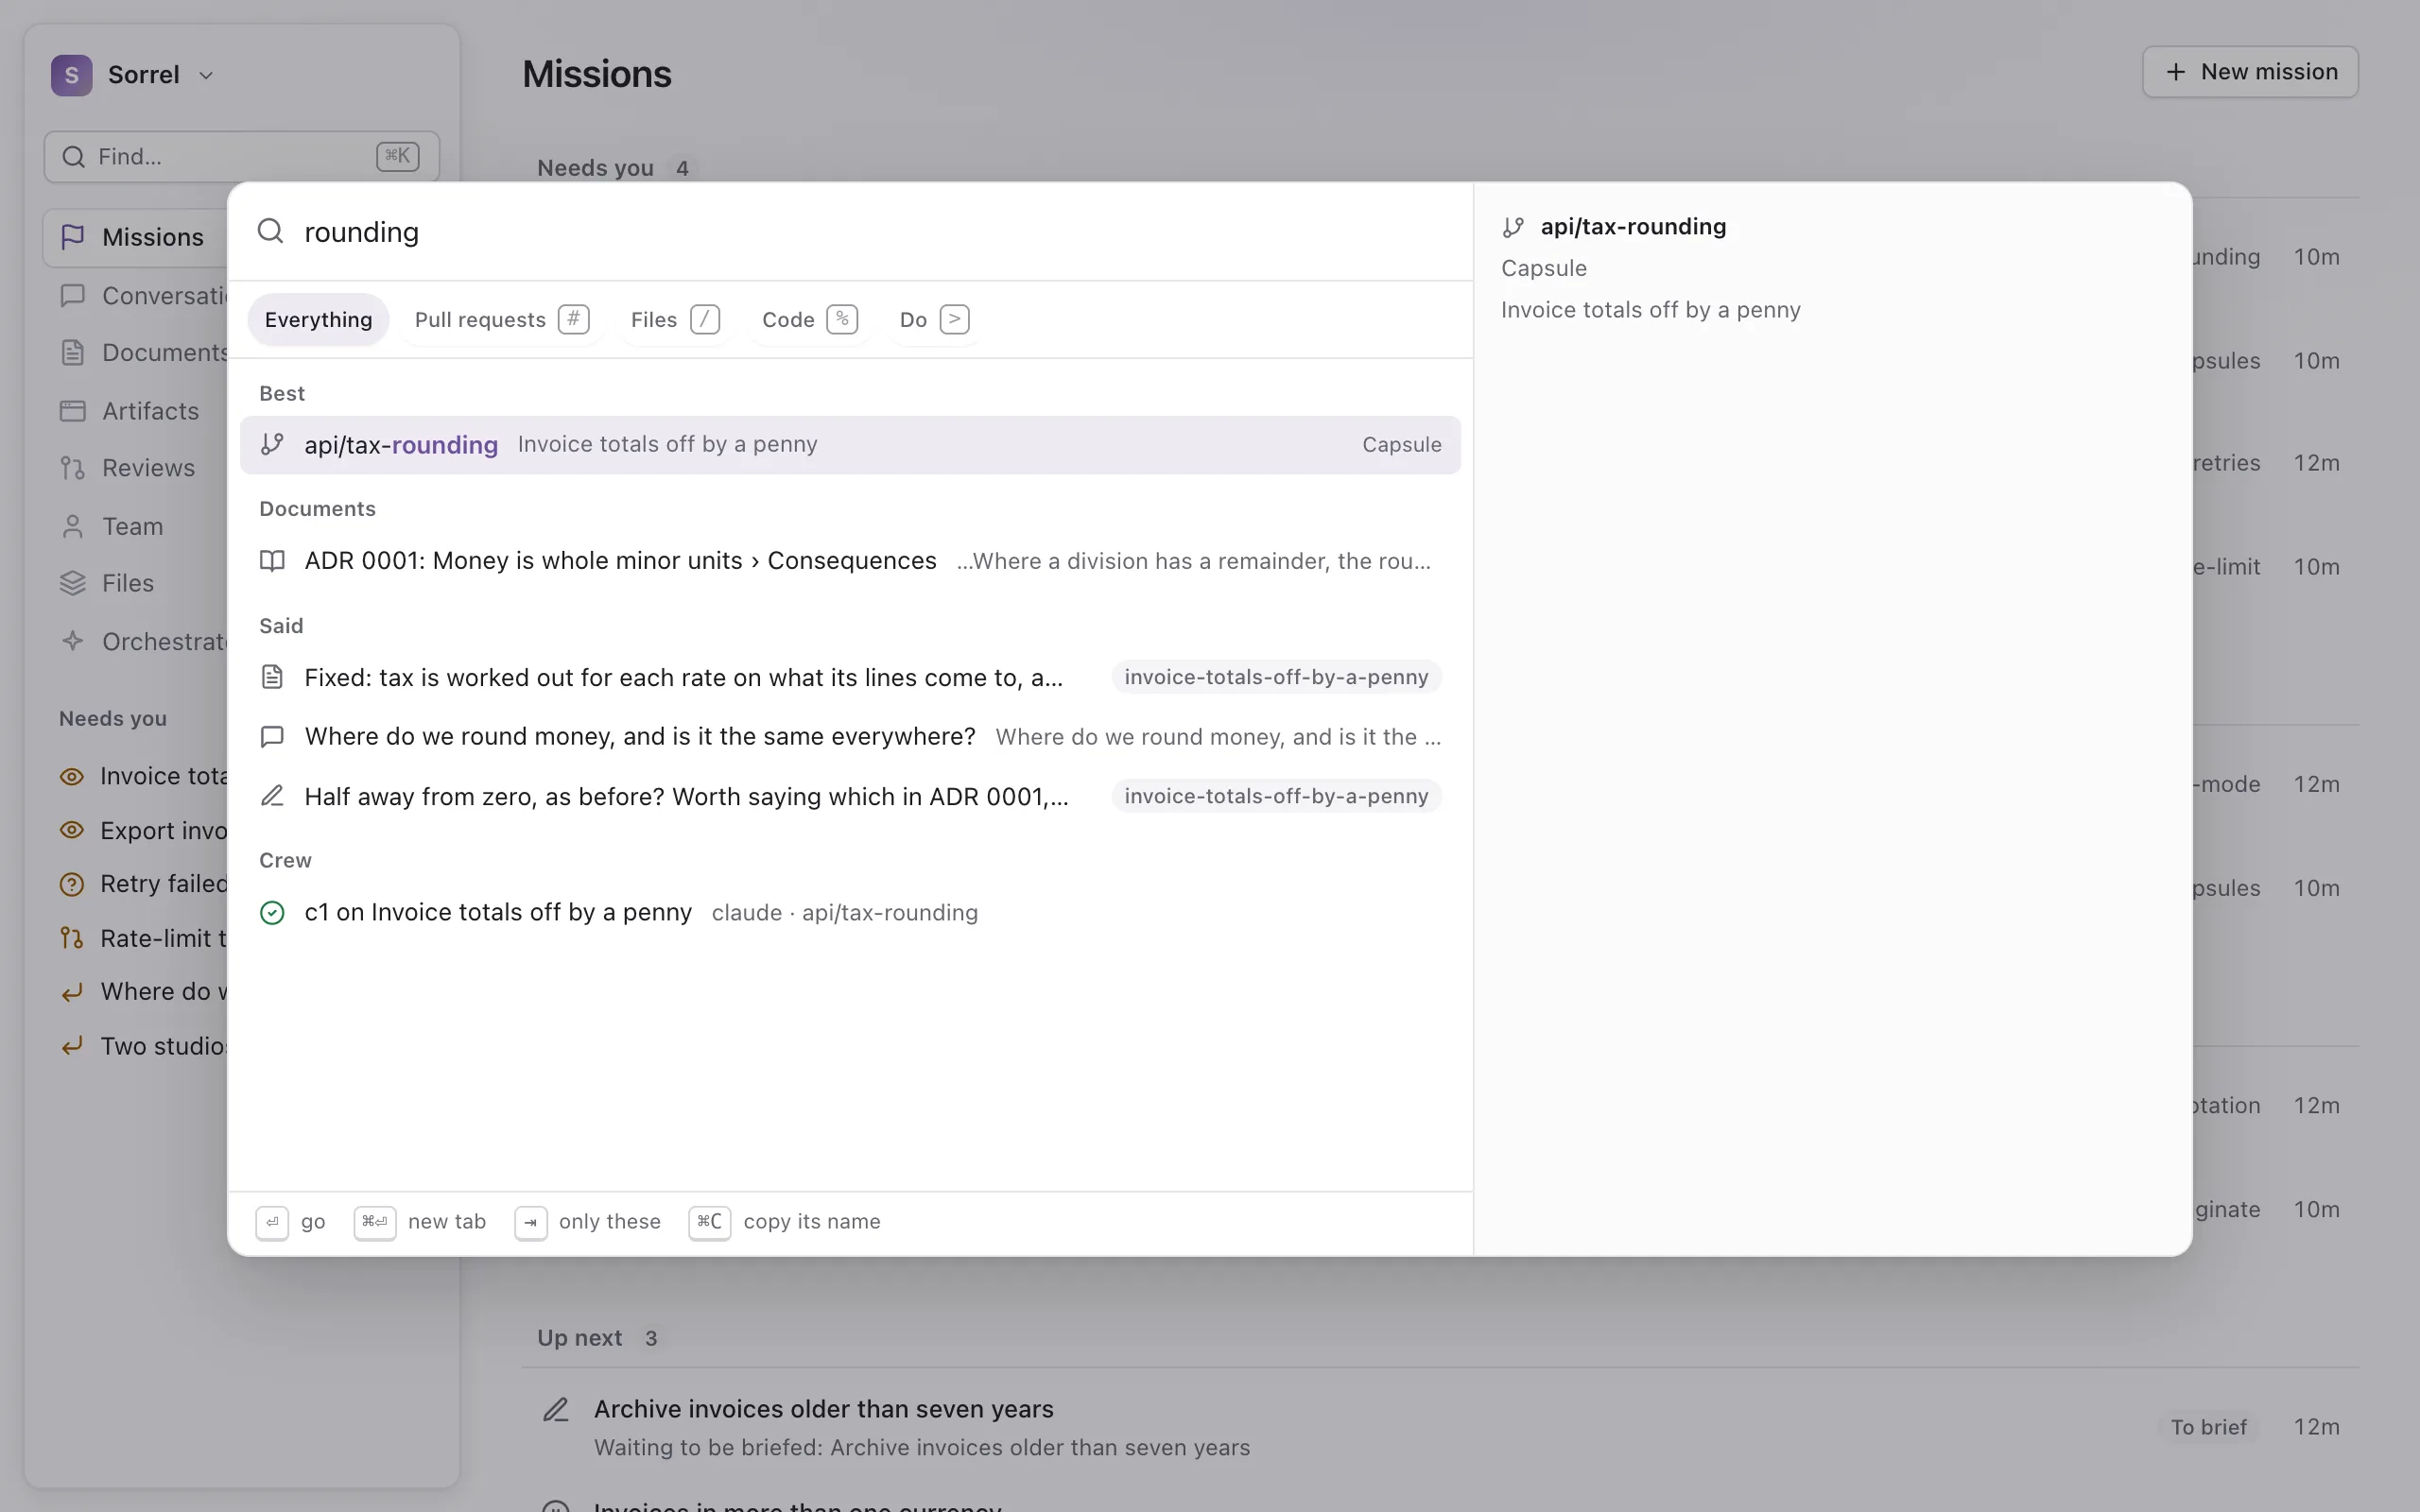 S Sorrel
Find... ⌘K
Missions
Conversati
Documents
Artifacts
Reviews
Team
Files
Orchestrat
Needs you
Invoice tota
Export invo
Retry failed
Rate-limit t
Where do w
Two studio
Missions
New mission
Needs you 4
rounding
Everything Pull requests # Files / Code % Do >
Best
api/tax-rounding Invoice totals off by a penny Capsule
Documents
ADR 0001: Money is whole minor units › Consequences ...Where a division has a remainder, the rou...
Said
Fixed: tax is worked out for each rate on what its lines come to, a... invoice-totals-off-by-a-penny
Where do we round money, and is it the same everywhere? Where do we round money, and is it the ...
Half away from zero, as before? Worth saying which in ADR 0001,... invoice-totals-off-by-a-penny
Crew
c1 on Invoice totals off by a penny claude · api/tax-rounding
⏎ go ⌘⏎ new tab ⇥ only these ⌘C copy its name
api/tax-rounding
Capsule
Invoice totals off by a penny
unding 10m
psules 10m
retries 12m
e-limit 10m
-mode 12m
psules 10m
otation 12m
ginate 10m
Up next 3
Archive invoices older than seven years
Waiting to be briefed: Archive invoices older than seven years
To brief 12m
Invoices in more than one currency